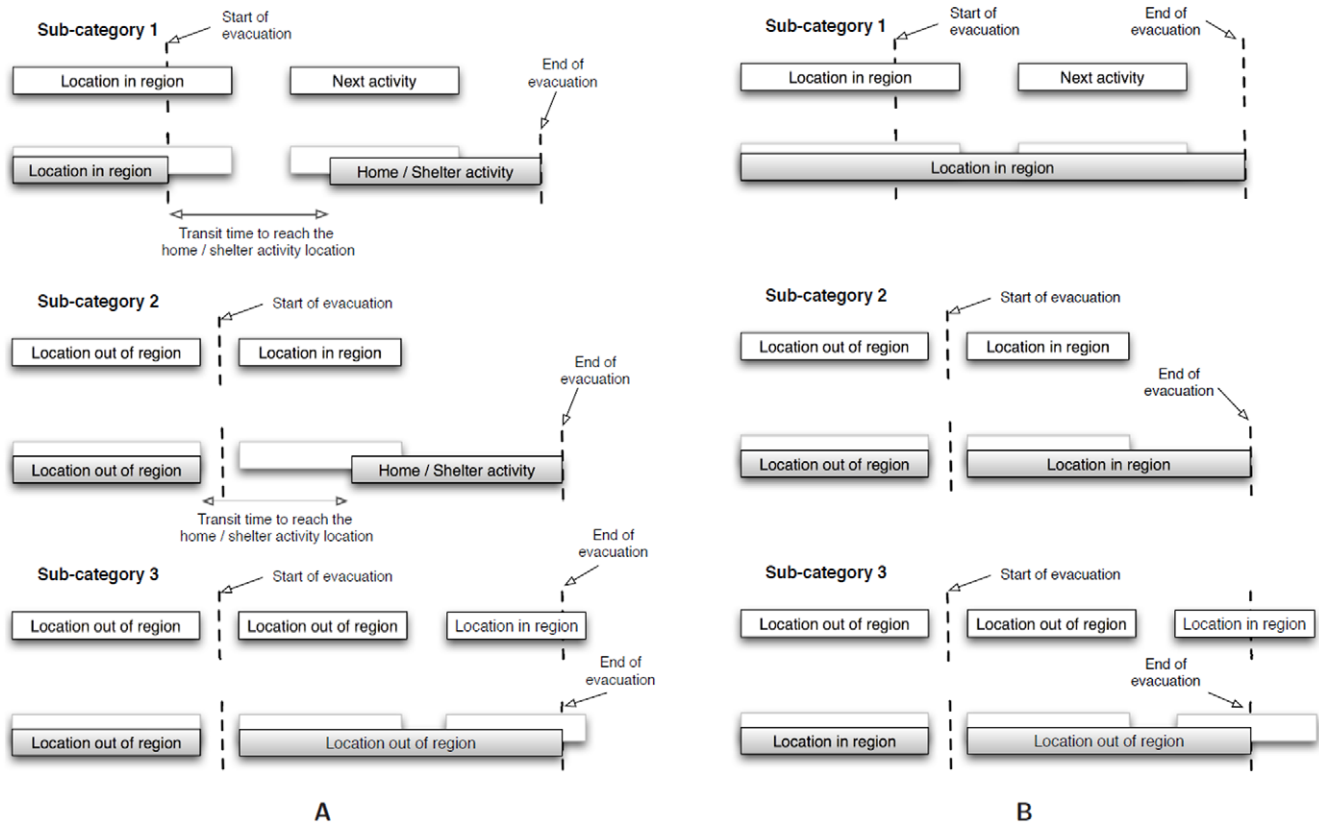 Sub-category 1
Start of
evacuation
Location in region
Next activity
End of
evacuation
Location in region
Home / Shelter activity
Transit time to reach the
home / shelter activity location
Sub-category 2
Start of evacuation
Location out of region
Location in region
End of
evacuation
Location out of region
Home / Shelter activity
Transit time to reach the
home / shelter activity location
Sub-category 3
Start of evacuation
End of
evacuation
Location out of region
Location out of region
Location in region
End of
evacuation
Location out of region
Location out of region
A
Sub-category 1
Start of
evacuation
End of
evacuation
Location in region
Next activity
Location in region
Sub-category 2
Start of evacuation
Location out of region
Location in region
End of
evacuation
Location out of region
Location in region
Sub-category 3
Start of evacuation
Location out of region
Location out of region
Location in region
End of
evacuation
Location in region
Location out of region
B